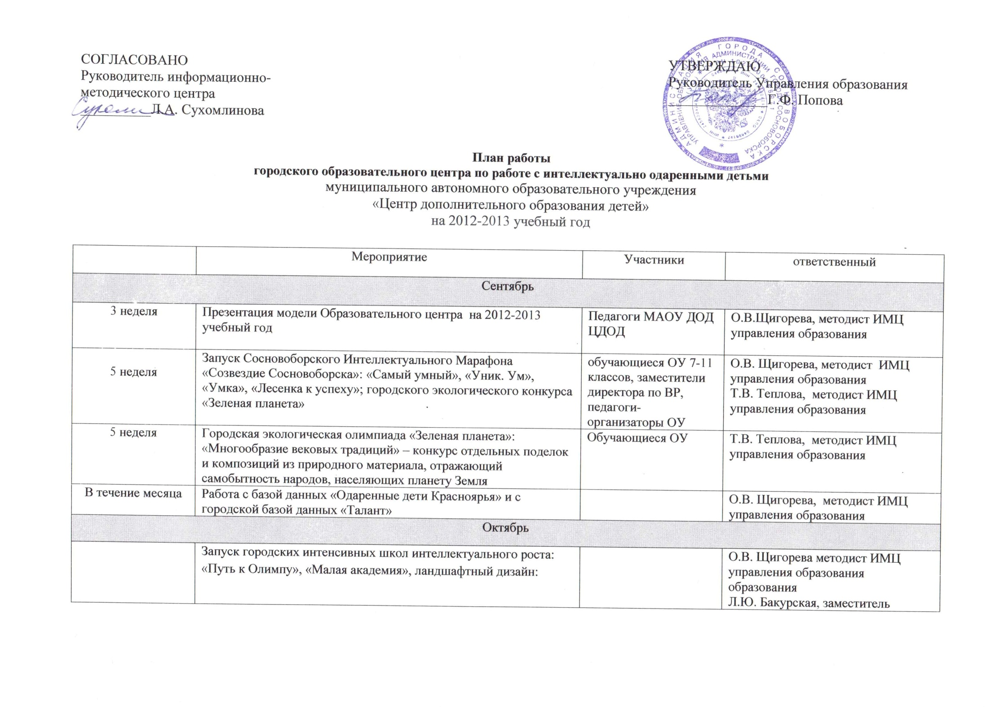 СОГЛАСОВАНО
Руководитель информационно-
методического центра
Л.А. Сухомлинова
УТВЕРЖДАЮ
Руководитель Управления образования
Г.Ф. Попова
АДМИНИСТРАЦИЯ ГОРОДА СОСНОВОБОРСКА
УПРАВЛЕНИЕ ОБРАЗОВАНИЯ АДМИНИСТРАЦИИ ГОРОДА СОСНОВОБОРСКА
План работы
городского образовательного центра по работе с интеллектуально одаренными детьми
муниципального автономного образовательного учреждения
«Центр дополнительного образования детей»
на 2012-2013 учебный год
Мероприятие
Участники
ответственный
Сентябрь
3 неделя
Презентация модели Образовательного центра на 2012-2013
учебный год
Педагоги МАОУ ДОД
ЦДОД
О.В.Щигорева, методист ИМЦ
управления образования
5 неделя
Запуск Сосновоборского Интеллектуального Марафона
«Созвездие Сосновоборска»: «Самый умный», «Уник. Ум»,
«Умка», «Лесенка к успеху»; городского экологического конкурса
«Зеленая планета»
обучающиеся ОУ 7-11
классов, заместители
директора по ВР,
педагоги-
организаторы ОУ
О.В. Щигорева, методист ИМЦ
управления образования
Т.В. Теплова, методист ИМЦ
управления образования
5 неделя
Городская экологическая олимпиада «Зеленая планета»:
«Многообразие вековых традиций» – конкурс отдельных поделок
и композиций из природного материала, отражающий
самобытность народов, населяющих планету Земля
Обучающиеся ОУ
Т.В. Теплова, методист ИМЦ
управления образования
В течение месяца
Работа с базой данных «Одаренные дети Красноярья» и с
городской базой данных «Талант»
О.В. Щигорева, методист ИМЦ
управления образования
Октябрь
Запуск городских интенсивных школ интеллектуального роста:
«Путь к Олимпу», «Малая академия», ландшафтный дизайн:
О.В. Щигорева методист ИМЦ
управления образования
образования
Л.Ю. Бакурская, заместитель